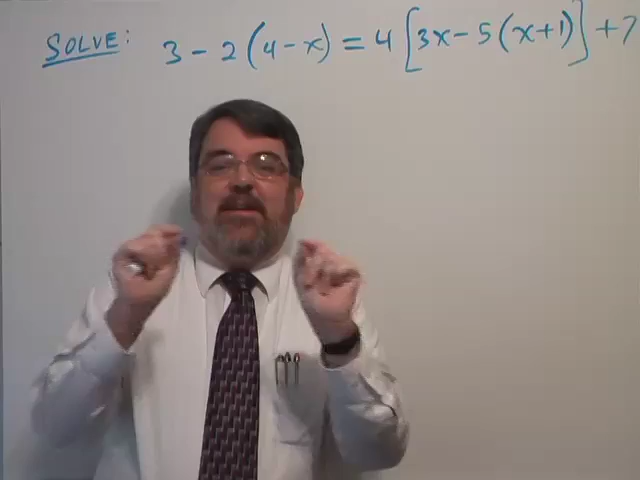 SOLVE: 3 - 2(4 - x) = 4[3x - 5(x+1)] + 7